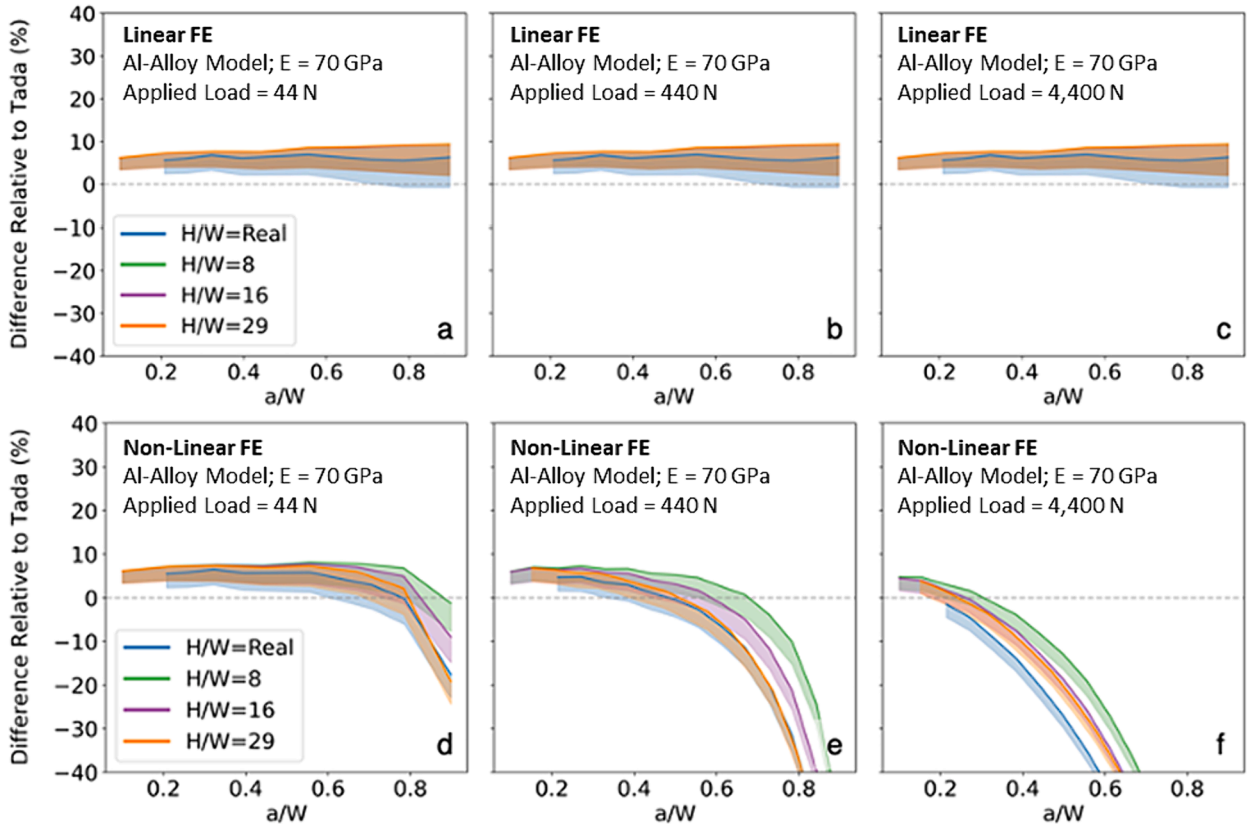 Difference Relative to Tada (%)
40
30
20
10
0
−10
−20
−30
−40
Linear FE
Al-Alloy Model; E = 70 GPa
Applied Load = 44 N
H/W=Real
H/W=8
H/W=16
H/W=29
a
0.2 0.4 0.6 0.8
a/W
Linear FE
Al-Alloy Model; E = 70 GPa
Applied Load = 440 N
b
0.2 0.4 0.6 0.8
a/W
Linear FE
Al-Alloy Model; E = 70 GPa
Applied Load = 4,400 N
c
0.2 0.4 0.6 0.8
a/W
Difference Relative to Tada (%)
40
30
20
10
0
−10
−20
−30
−40
Non-Linear FE
Al-Alloy Model; E = 70 GPa
Applied Load = 44 N
H/W=Real
H/W=8
H/W=16
H/W=29
d
0.2 0.4 0.6 0.8
a/W
Non-Linear FE
Al-Alloy Model; E = 70 GPa
Applied Load = 440 N
e
0.2 0.4 0.6 0.8
a/W
Non-Linear FE
Al-Alloy Model; E = 70 GPa
Applied Load = 4,400 N
f
0.2 0.4 0.6 0.8
a/W